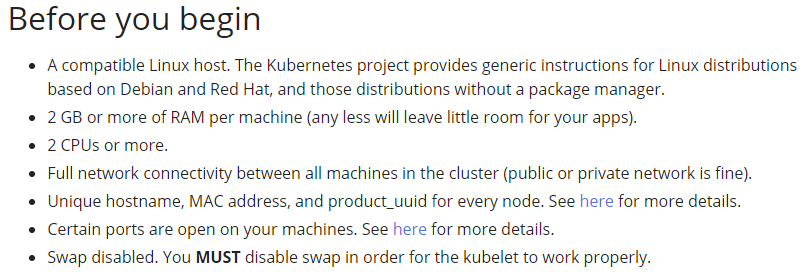 Before you begin
• A compatible Linux host. The Kubernetes project provides generic instructions for Linux distributions
based on Debian and Red Hat, and those distributions without a package manager.
• 2 GB or more of RAM per machine (any less will leave little room for your apps).
• 2 CPUs or more.
• Full network connectivity between all machines in the cluster (public or private network is fine).
• Unique hostname, MAC address, and product_uuid for every node. See here for more details.
• Certain ports are open on your machines. See here for more details.
• Swap disabled. You MUST disable swap in order for the kubelet to work properly.